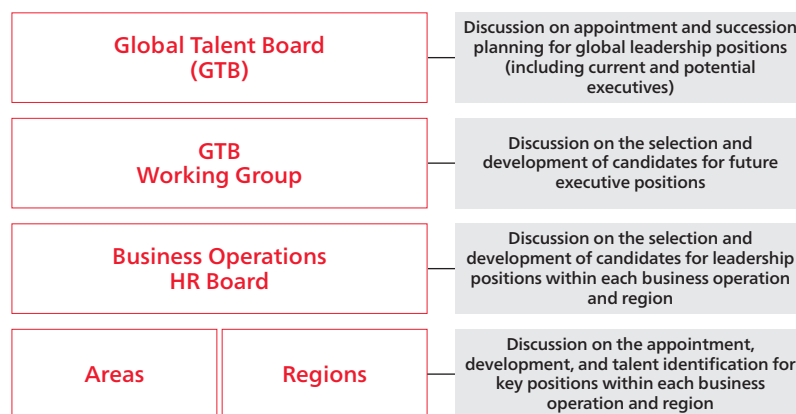 Global Talent Board
(GTB)
Discussion on appointment and succession
planning for global leadership positions
(including current and potential
executives)
GTB
Working Group
Discussion on the selection and
development of candidates for future
executive positions
Business Operations
HR Board
Discussion on the selection and
development of candidates for leadership
positions within each business operation
and region
Areas
Regions
Discussion on the appointment,
development, and talent identification for
key positions within each business
operation and region